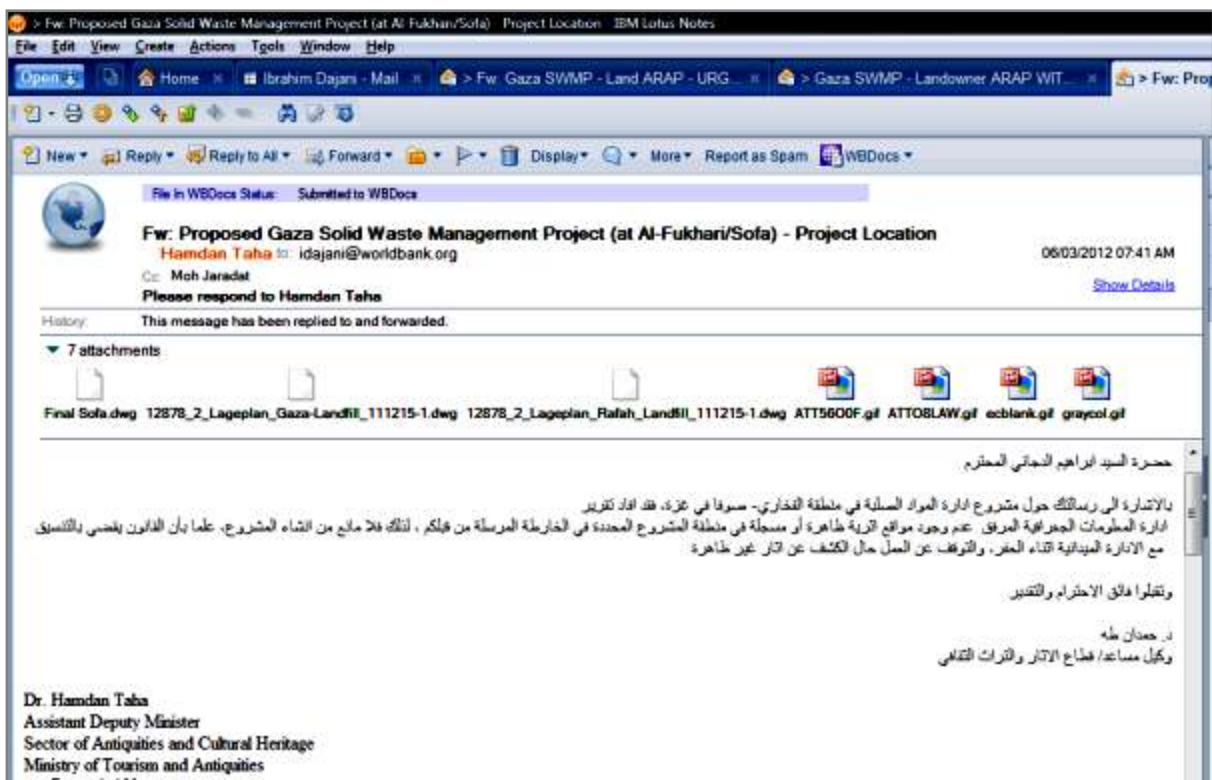 > Fw: Proposed Gaza Solid Waste Management Project (at Al Fukhari/Sofa) Project Location IBM Lotus Notes
File Edit View Create Actions Tools Window Help
Open Home Ibrahim Dajani - Mail > Fw: Gaza SWMP - Land ARAP - URG... > Gaza SWMP - Landowner ARAP WIT... > Fw: Prop
New Reply Reply to All Forward Display More Report as Spam WBDocs
File In WBDocs Status: Submitted to WBDocs
Fw: Proposed Gaza Solid Waste Management Project (at Al-Fukhari/Sofa) - Project Location
Hamdan Taha to: idajani@worldbank.org 06/03/2012 07:41 AM
Cc: Moh Jaradat
Show Details
Please respond to Hamdan Taha
History: This message has been replied to and forwarded.
7 attachments
Final Sofa.dwg 12878_2_Lageplan_Gaza-Landfill_111215-1.dwg 12878_2_Lageplan_Rafah_Landfill_111215-1.dwg ATT5600F.gif ATTO8LAW.gif ecblank.gif graycol.gif
حضرة السيد ابراهيم الدجاني المحترم
بالاشارة الى رسالتك حول مشروع ادارة المواد الصلبة في منطقة الفخاري- صوفا في غزة، فقد افاد تقرير
ادارة المعلومات الجغرافية المرفق عدم وجود مواقع اثرية ظاهرة أو مسجلة في منطقة المشروع المحددة في الخارطة المرسلة من قبلكم ، لذلك فلا مانع من انشاء المشروع، علما بأن القانون يقضي بالتنسيق
مع الادارة الميدانية اثناء الحفر، والتوقف عن العمل حال الكشف عن اثار غير ظاهرة
وتقبلوا فائق الاحترام والتقدير
د. حمدان طه
وكيل مساعد/ قطاع الاثار والتراث الثقافي
Dr. Hamdan Taha
Assistant Deputy Minister
Sector of Antiquities and Cultural Heritage
Ministry of Tourism and Antiquities